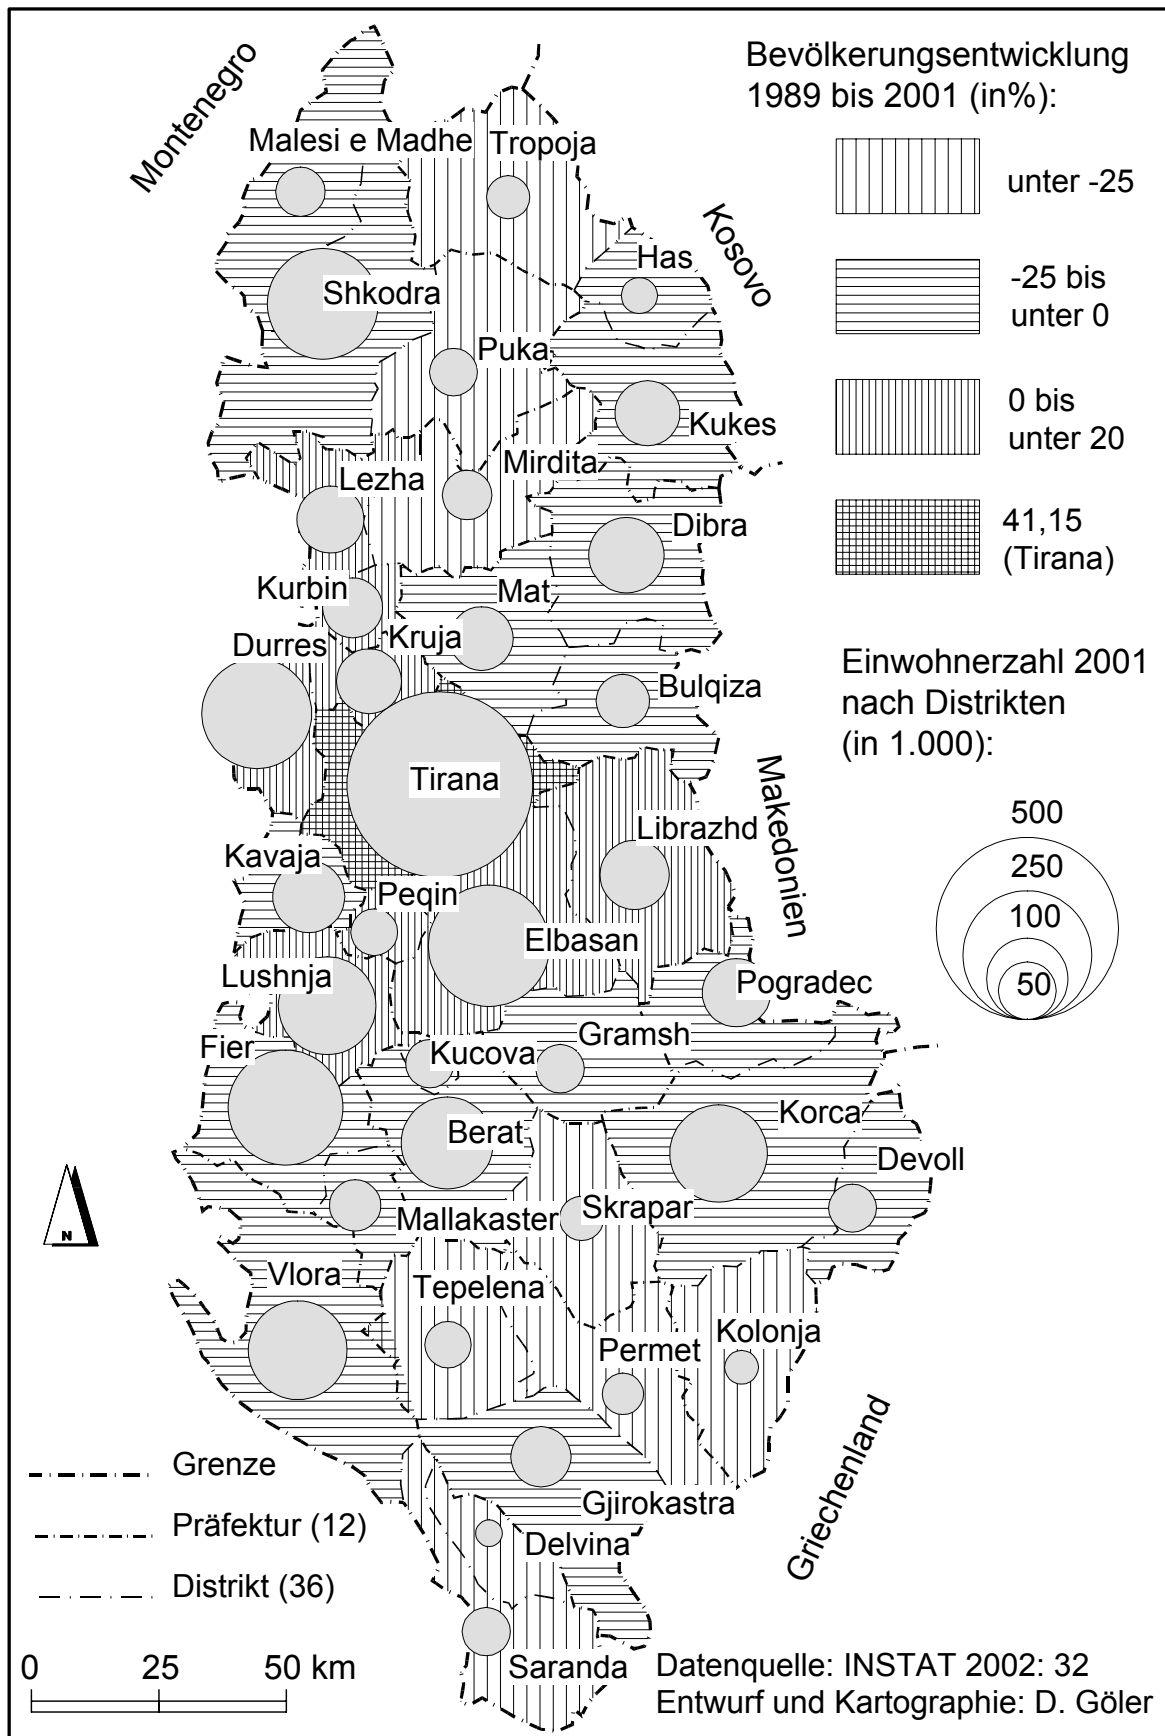 Bevölkerungsentwicklung
1989 bis 2001 (in%):
unter -25
-25 bis
unter 0
0 bis
unter 20
41,15
(Tirana)
Einwohnerzahl 2001
nach Distrikten
(in 1.000):
500
250
100
50
Montenegro
Kosovo
Makedonien
Griechenland
Malesi e Madhe
Tropoja
Has
Shkodra
Puka
Kukes
Mirdita
Lezha
Dibra
Kurbin
Mat
Kruja
Durres
Bulqiza
Tirana
Librazhd
Kavaja
Peqin
Elbasan
Lushnja
Pogradec
Gramsh
Fier
Kucova
Korca
Berat
Devoll
Skrapar
Mallakaster
Vlora
Tepelena
Kolonja
Permet
Gjirokastra
Delvina
Saranda
N
Grenze
Präfektur (12)
Distrikt (36)
0 25 50 km
Datenquelle: INSTAT 2002: 32
Entwurf und Kartographie: D. Göler